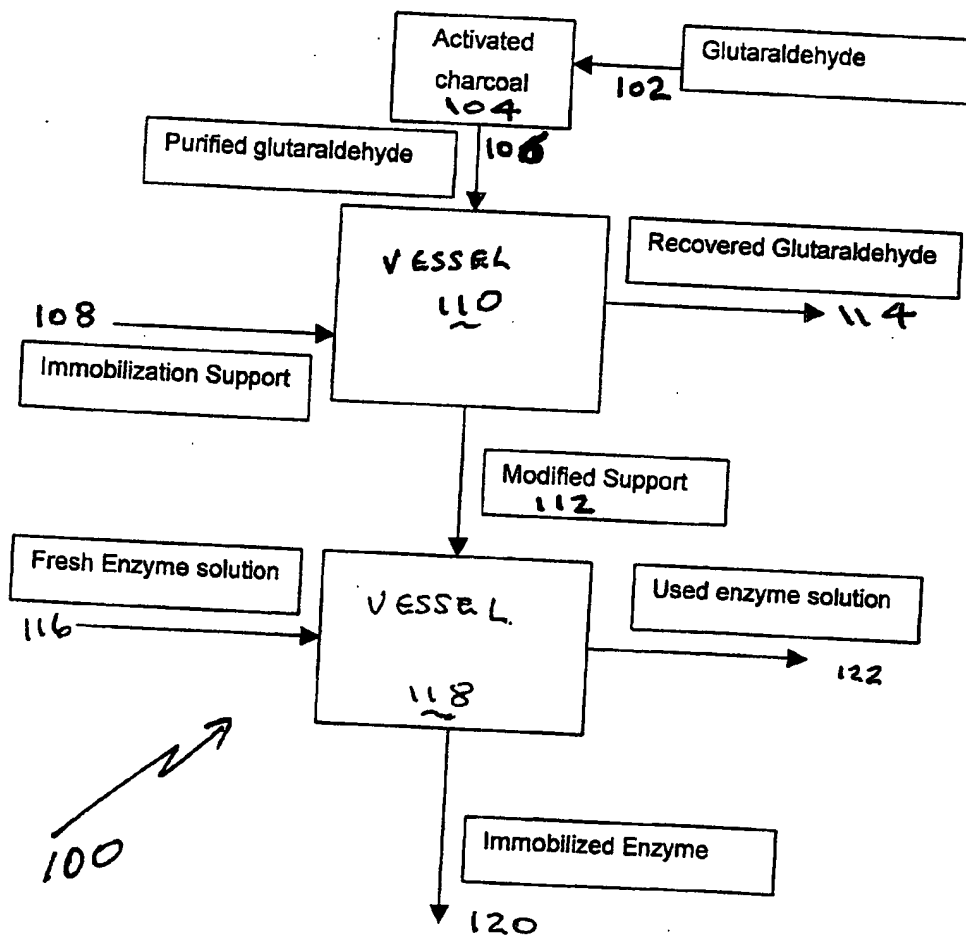 Activated
charcoal
104
Glutaraldehyde
102
Purified glutaraldehyde
106
VESSEL
110
Recovered Glutaraldehyde
114
108
Immobilization Support
Modified Support
112
Fresh Enzyme solution
116
VESSEL.
118
Used enzyme solution
122
100
Immobilized Enzyme
120